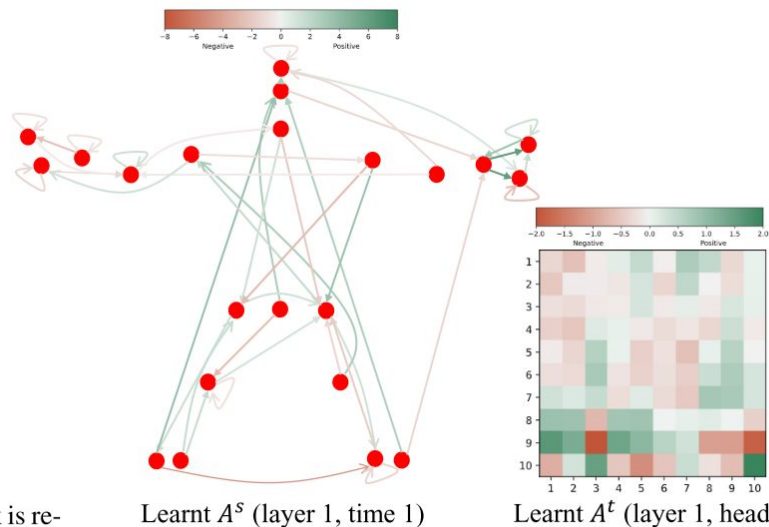 −8 −6 −4 −2 0 2 4 6 8
Negative Positive
−2.0 −1.5 −1.0 −0.5 0.0 0.5 1.0 1.5 2.0
Negative Positive
1
2
3
4
5
6
7
8
9
10
1 2 3 4 5 6 7 8 9 10
is re- Learnt Aˢ (layer 1, time 1) Learnt Aᵗ (layer 1, head